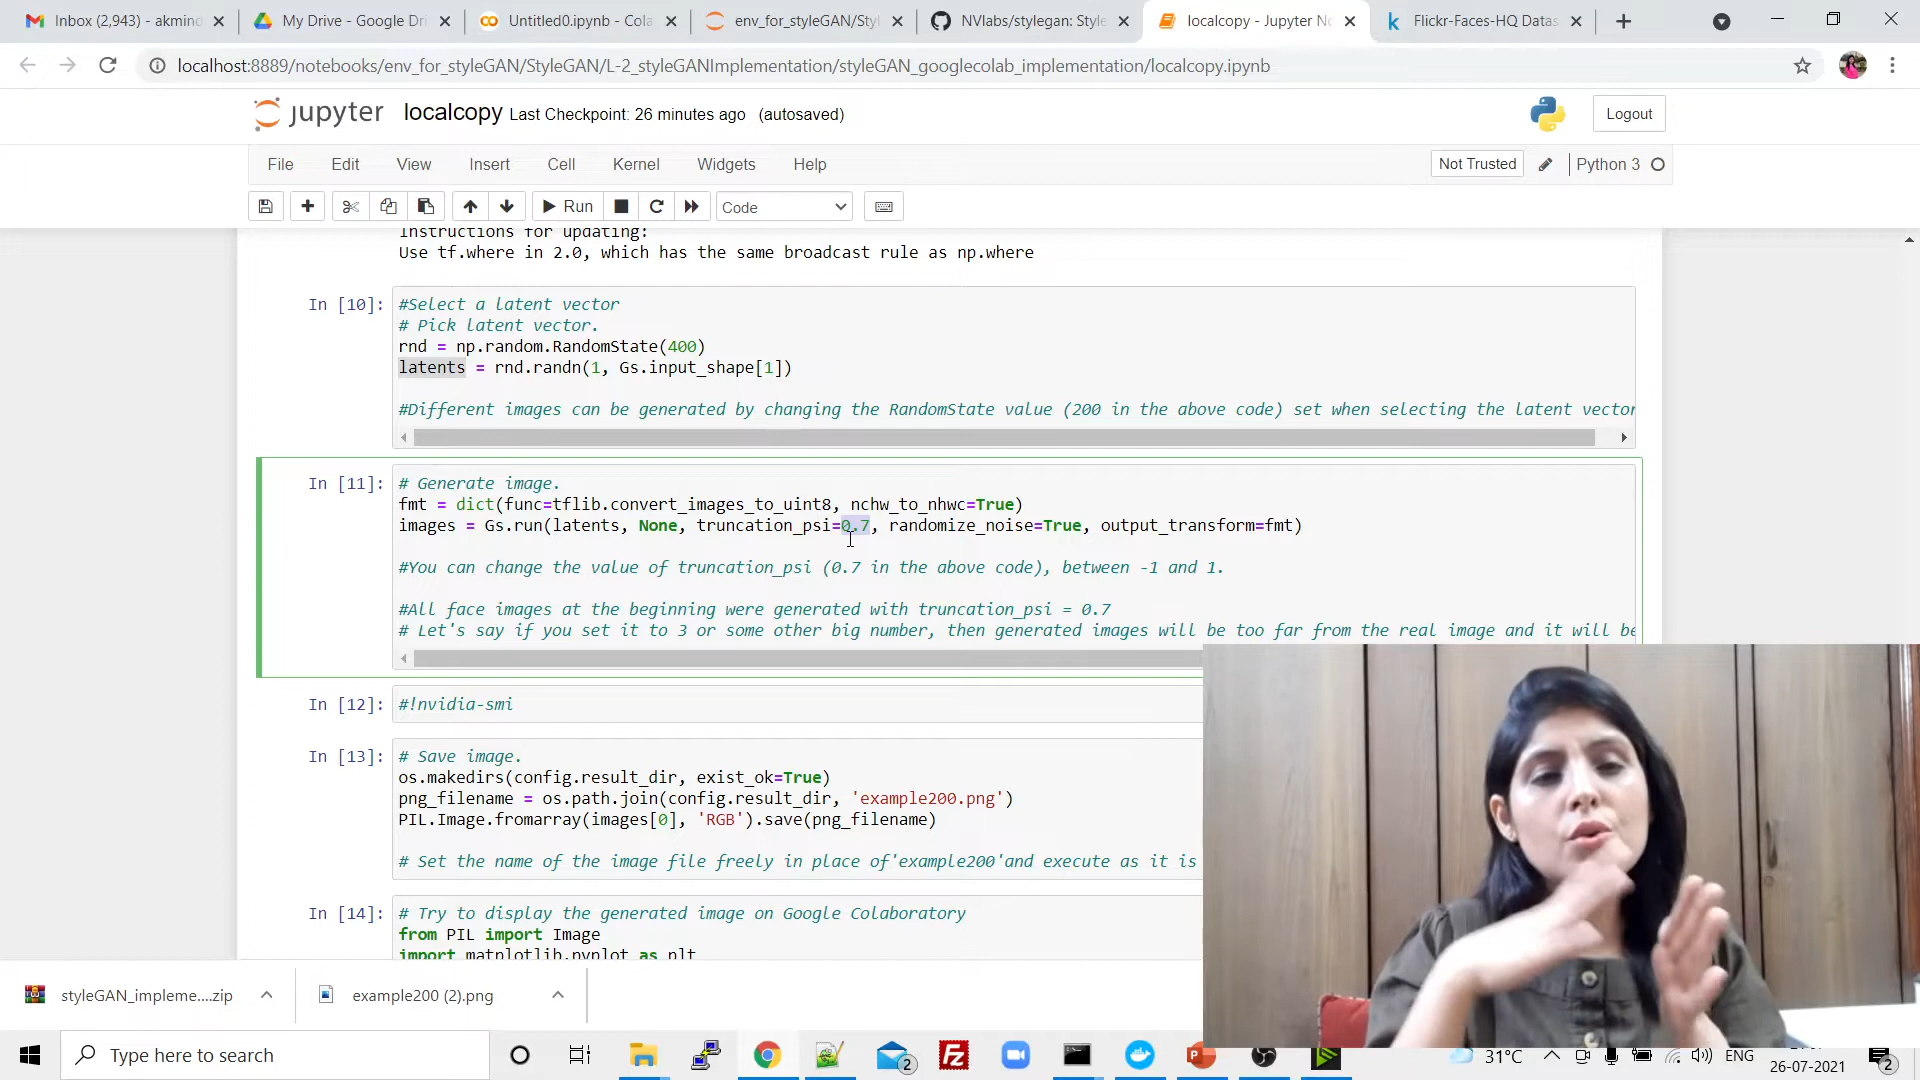 Inbox (2,943) - akmind
My Drive - Google Dri
Untitled0.ipynb - Cola
env_for_styleGAN/Styl
NVlabs/stylegan: Style
localcopy - Jupyter No
Flickr-Faces-HQ Datas
localhost:8889/notebooks/env_for_styleGAN/StyleGAN/L-2_styleGANImplementation/styleGAN_googlecolab_implementation/localcopy.ipynb
jupyter localcopy Last Checkpoint: 26 minutes ago (autosaved)
Logout
File Edit View Insert Cell Kernel Widgets Help
Not Trusted
Python 3
Run
Code
Instructions for updating:
Use tf.where in 2.0, which has the same broadcast rule as np.where
In [10]:
#Select a latent vector
# Pick latent vector.
rnd = np.random.RandomState(400)
latents = rnd.randn(1, Gs.input_shape[1])
#Different images can be generated by changing the RandomState value (200 in the above code) set when selecting the latent vector
In [11]:
# Generate image.
fmt = dict(func=tflib.convert_images_to_uint8, nchw_to_nhwc=True)
images = Gs.run(latents, None, truncation_psi=0.7, randomize_noise=True, output_transform=fmt)
#You can change the value of truncation_psi (0.7 in the above code), between -1 and 1.
#All face images at the beginning were generated with truncation_psi = 0.7
# Let's say if you set it to 3 or some other big number, then generated images will be too far from the real image and it will be
In [12]:
#!nvidia-smi
In [13]:
# Save image.
os.makedirs(config.result_dir, exist_ok=True)
png_filename = os.path.join(config.result_dir, 'example200.png')
PIL.Image.fromarray(images[0], 'RGB').save(png_filename)
# Set the name of the image file freely in place of'example200'and execute as it is
In [14]:
# Try to display the generated image on Google Colaboratory
from PIL import Image
import matplotlib.pyplot as plt
styleGAN_impleme....zip
example200 (2).png
Type here to search
2
31°C
ENG
26-07-2021
2